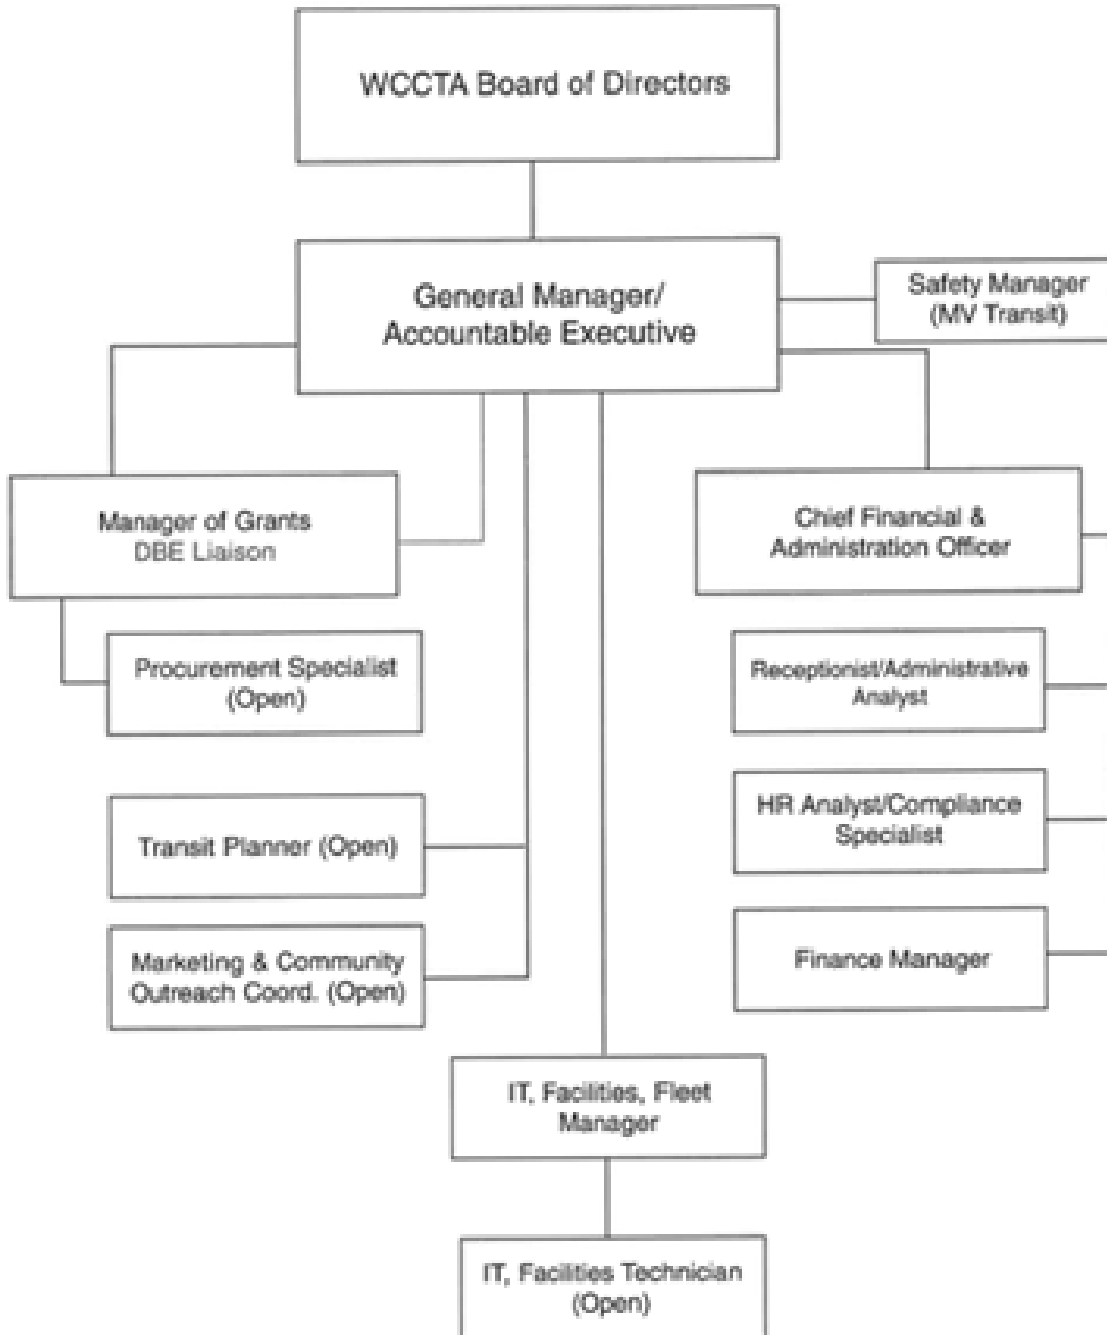 WCCTA Board of Directors
General Manager/
Accountable Executive
Safety Manager
(MV Transit)
Manager of Grants
DBE Liaison
Chief Financial &
Administration Officer
Procurement Specialist
(Open)
Receptionist/Administrative
Analyst
Transit Planner (Open)
HR Analyst/Compliance
Specialist
Marketing & Community
Outreach Coord. (Open)
Finance Manager
IT, Facilities, Fleet
Manager
IT, Facilities Technician
(Open)